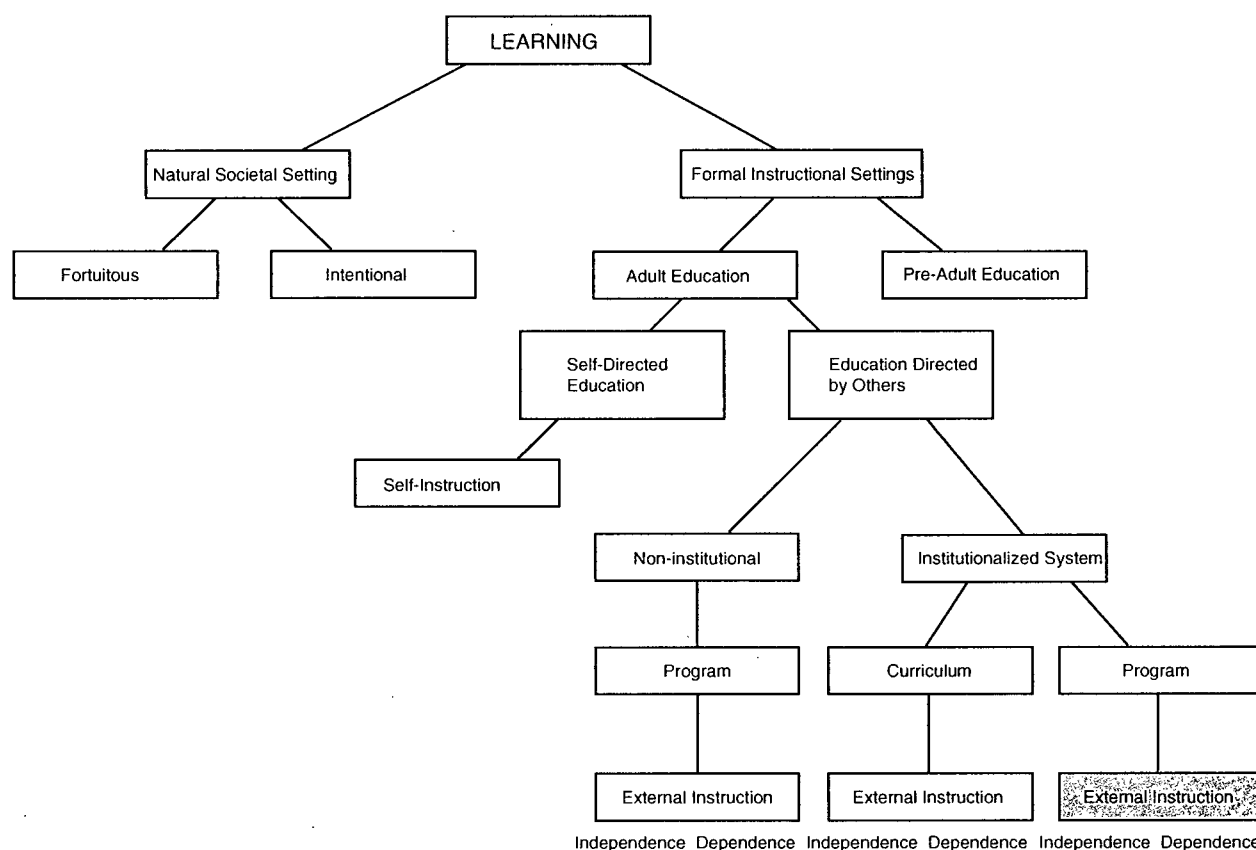 LEARNING
Natural Societal Setting
Formal Instructional Settings
Fortuitous
Intentional
Adult Education
Pre-Adult Education
Self-Directed
Education
Education Directed
by Others
Self-Instruction
Non-institutional
Institutionalized System
Program
Curriculum
Program
External Instruction
External Instruction
External Instruction
Independence Dependence Independence Dependence Independence Dependence